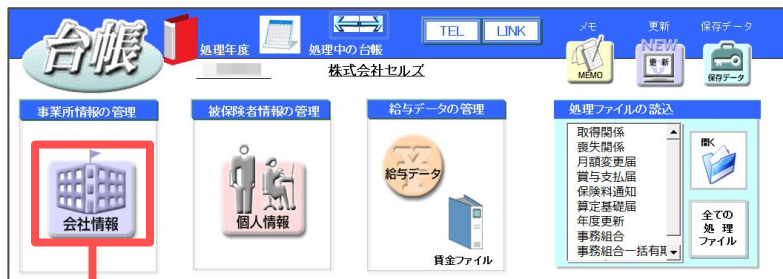 台帳
処理年度
処理中の台帳
TEL
LINK
メモ
更新
保存データ
MEMO
NEW
更新
保存データ
株式会社セルズ
事業所情報の管理
被保険者情報の管理
給与データの管理
処理ファイルの読込
会社情報
個人情報
給与データ
賃金ファイル
取得関係
喪失関係
月額変更届
賞与支払届
保険料通知
算定基礎届
年度更新
事務組合
事務組合一括有期
開く
全ての
処 理
ファイル